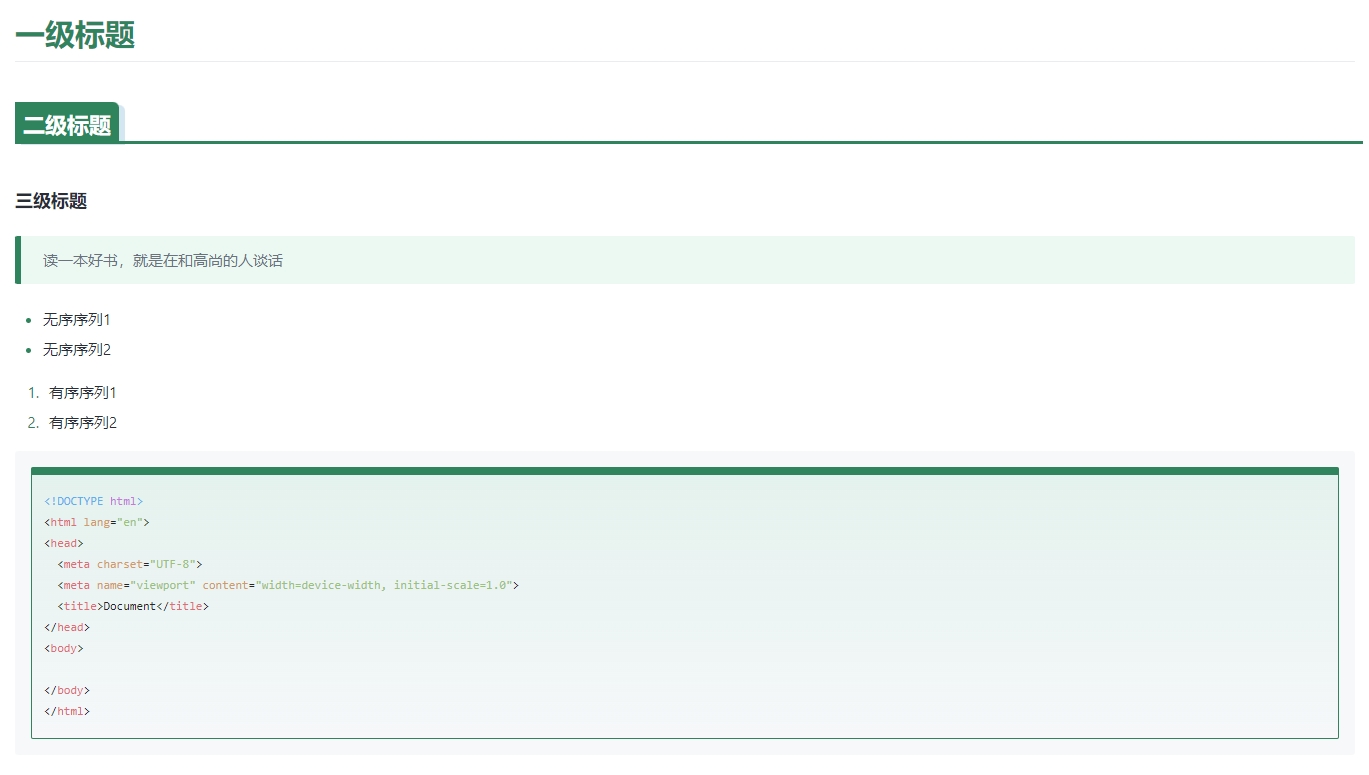 一级标题
二级标题
三级标题
读一本好书，就是在和高尚的人谈话
• 无序序列1
• 无序序列2
1. 有序序列1
2. 有序序列2
<!DOCTYPE html>
<html lang="en">
<head>
  <meta charset="UTF-8">
  <meta name="viewport" content="width=device-width, initial-scale=1.0">
  <title>Document</title>
</head>
<body>

</body>
</html>